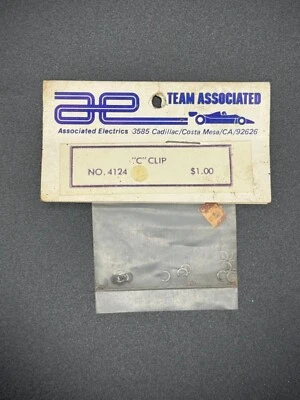 ae TEAM ASSOCIATED
Associated Electrics 3585 Cadillac/Costa Mesa/CA/92626
"C" CLIP
NO. 4124 $1.00